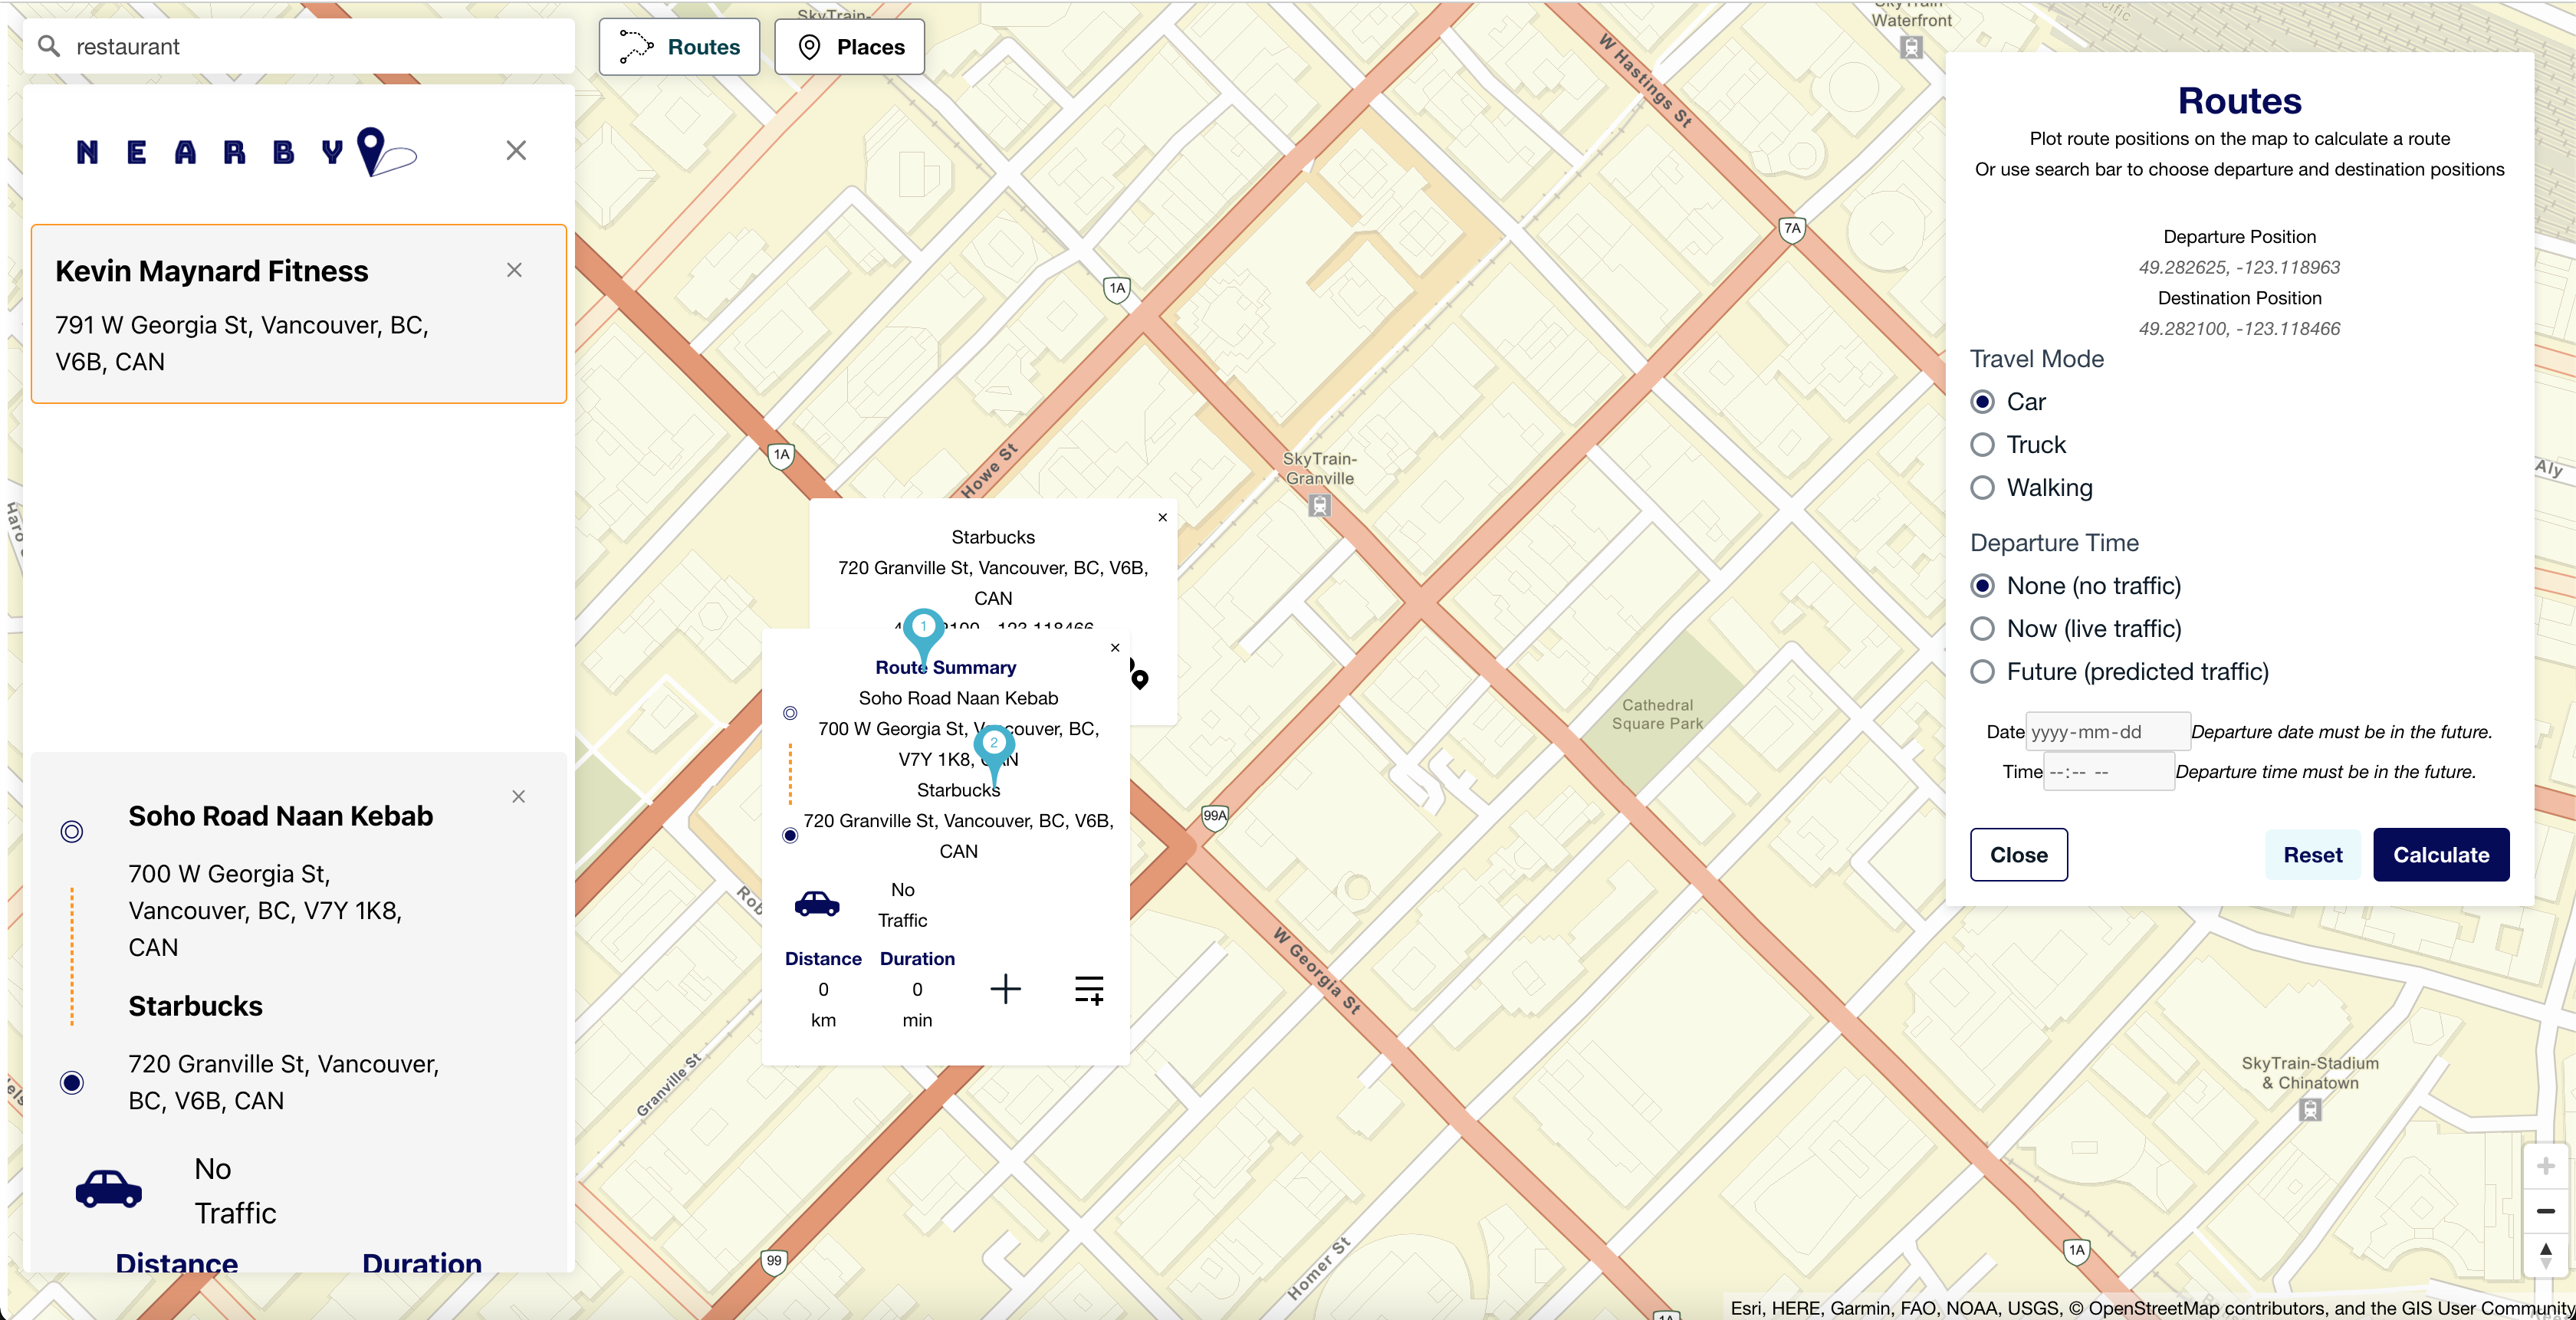 restaurant
Routes
Places
NEARBY
Kevin Maynard Fitness
791 W Georgia St, Vancouver, BC,
V6B, CAN
Soho Road Naan Kebab
700 W Georgia St,
Vancouver, BC, V7Y 1K8,
CAN
Starbucks
720 Granville St, Vancouver,
BC, V6B, CAN
No
Traffic
Distance
Duration
SkyTrain-
SkyTrain
Waterfront
W Hastings St
7A
1A
1A
Howe St
SkyTrain-
Granville
Starbucks
720 Granville St, Vancouver, BC, V6B,
CAN
-123.118466
1
Route Summary
Soho Road Naan Kebab
700 W Georgia St, Vancouver, BC,
V7Y 1K8, CAN
2
Starbucks
720 Granville St, Vancouver, BC, V6B,
CAN
No
Traffic
Distance
Duration
0
km
0
min
Cathedral
Square Park
99A
W Georgia St
Granville St
Homer St
99
SkyTrain-Stadium
& Chinatown
1A
1A
Aly
Rob
Routes
Plot route positions on the map to calculate a route
Or use search bar to choose departure and destination positions
Departure Position
49.282625, -123.118963
Destination Position
49.282100, -123.118466
Travel Mode
Car
Truck
Walking
Departure Time
None (no traffic)
Now (live traffic)
Future (predicted traffic)
Date yyyy-mm-dd Departure date must be in the future.
Time --:-- -- Departure time must be in the future.
Close
Reset
Calculate
Esri, HERE, Garmin, FAO, NOAA, USGS, © OpenStreetMap contributors, and the GIS User Community